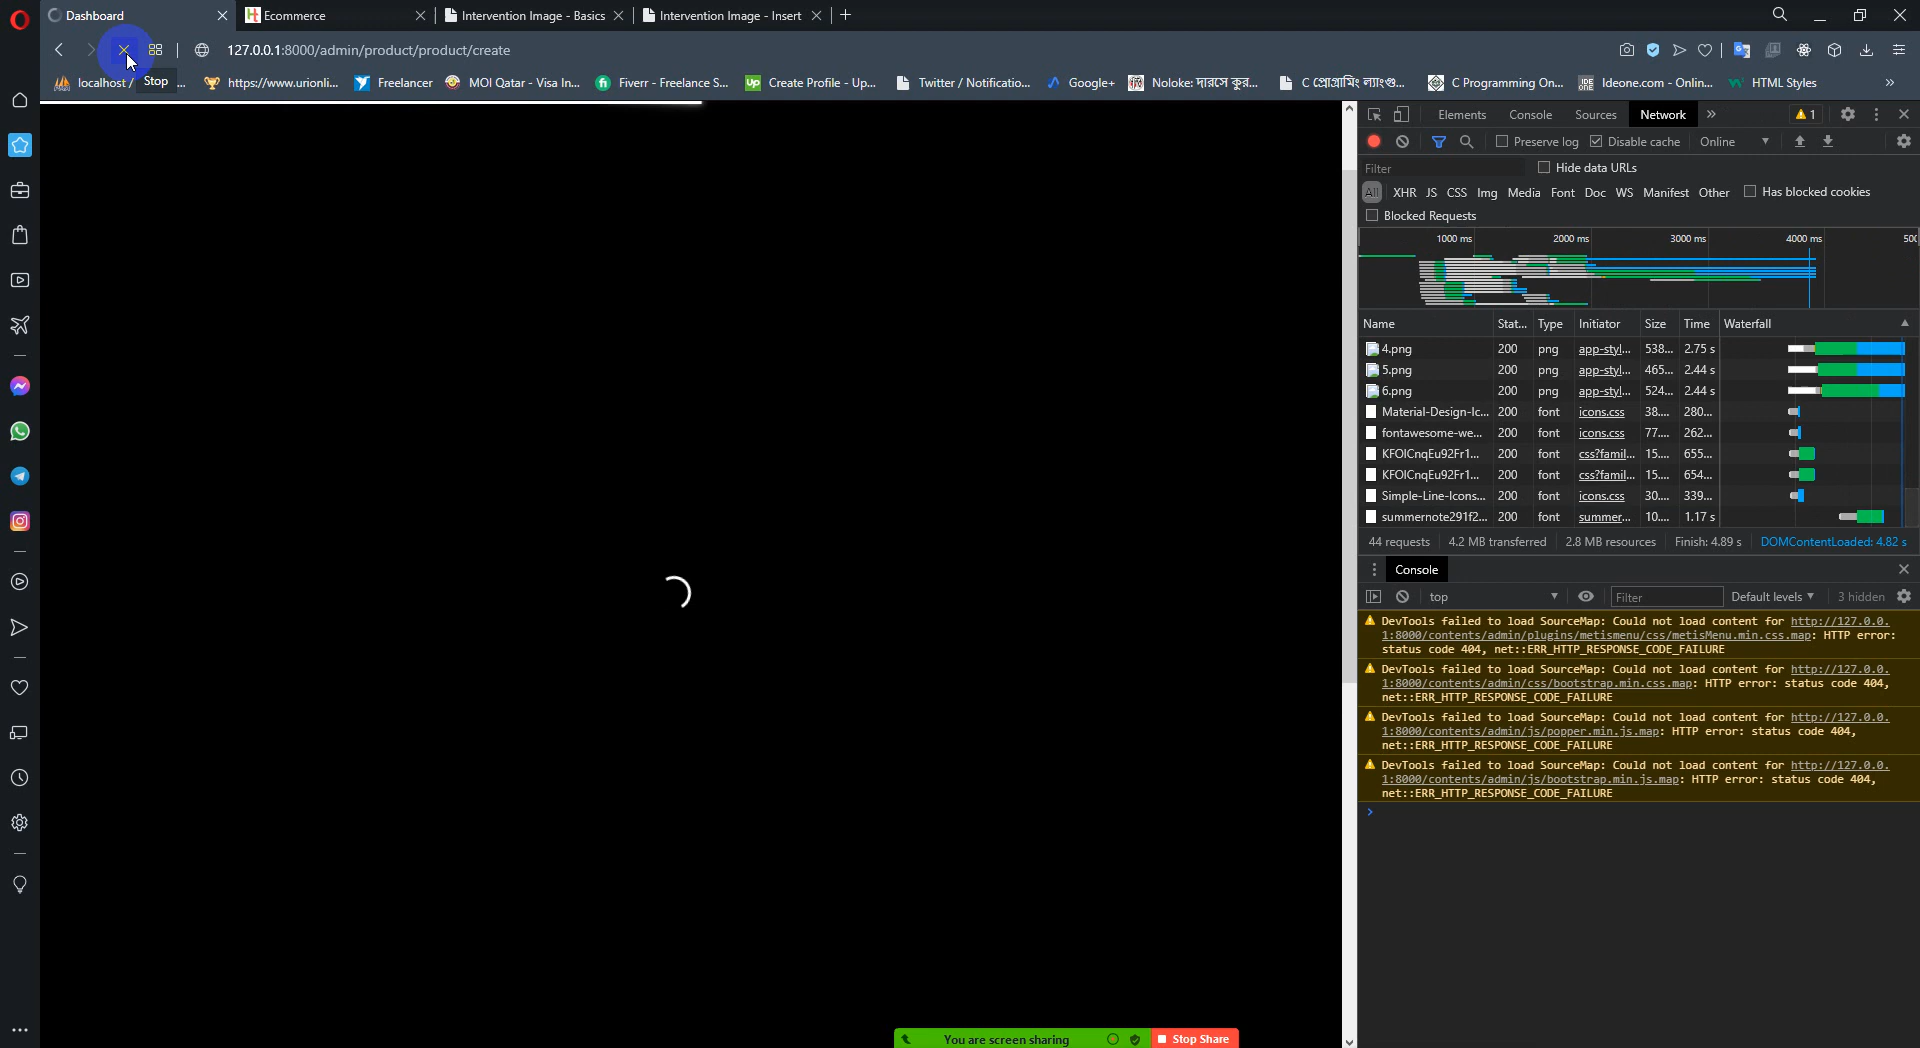 Dashboard
Ecommerce
Intervention Image - Basics
Intervention Image - Insert
127.0.0.1:8000/admin/product/product/create
localhost /
Stop
...
https://www.urionli...
Freelancer
MOI Qatar - Visa In...
Fiverr - Freelance S...
Create Profile - Up...
Twitter / Notificatio...
Google+
Noloke: দারসে কুর...
C প্রোগ্রামিং ল্যাংগু...
C Programming On...
Ideone.com - Onlin...
HTML Styles
Elements
Console
Sources
Network
1
Preserve log
Disable cache
Online
Filter
Hide data URLs
All
XHR
JS
CSS
Img
Media
Font
Doc
WS
Manifest
Other
Has blocked cookies
Blocked Requests
1000 ms
2000 ms
3000 ms
4000 ms
Name
Stat...
Type
Initiator
Size
Time
Waterfall
4.png 200 png app-styl... 538... 2.75 s
5.png 200 png app-styl... 465... 2.44 s
6.png 200 png app-styl... 524... 2.44 s
Material-Design-Ic... 200 font icons.css 38.... 280...
fontawesome-we... 200 font icons.css 77.... 262...
KFOlCnqEu92Fr1... 200 font css?famil... 15.... 655...
KFOlCnqEu92Fr1... 200 font css?famil... 15.... 654...
Simple-Line-Icons... 200 font icons.css 30.... 339...
summernote291f2... 200 font summer... 10.... 1.17 s
44 requests
4.2 MB transferred
2.8 MB resources
Finish: 4.89 s
DOMContentLoaded: 4.82 s
Console
top
Filter
Default levels
3 hidden
DevTools failed to load SourceMap: Could not load content for http://127.0.0.
1:8000/contents/admin/plugins/metismenu/css/metisMenu.min.css.map: HTTP error:
status code 404, net::ERR_HTTP_RESPONSE_CODE_FAILURE
DevTools failed to load SourceMap: Could not load content for http://127.0.0.
1:8000/contents/admin/css/bootstrap.min.css.map: HTTP error: status code 404,
net::ERR_HTTP_RESPONSE_CODE_FAILURE
DevTools failed to load SourceMap: Could not load content for http://127.0.0.
1:8000/contents/admin/js/popper.min.js.map: HTTP error: status code 404,
net::ERR_HTTP_RESPONSE_CODE_FAILURE
DevTools failed to load SourceMap: Could not load content for http://127.0.0.
1:8000/contents/admin/js/bootstrap.min.js.map: HTTP error: status code 404,
net::ERR_HTTP_RESPONSE_CODE_FAILURE
You are screen sharing
Stop Share